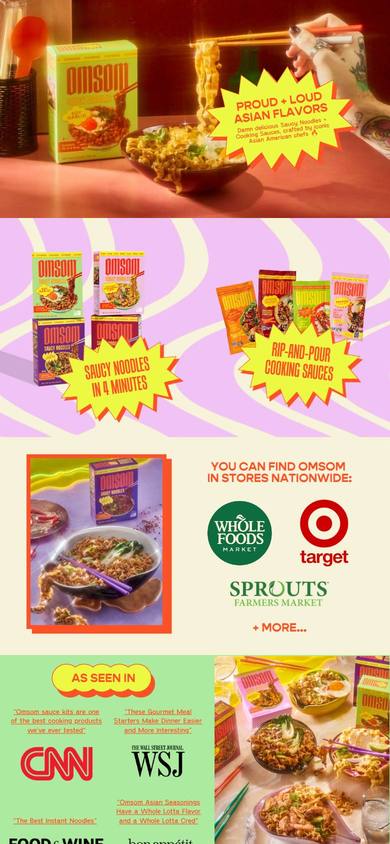 omsom
PROUD + LOUD
ASIAN FLAVORS
Damn delicious Saucy Noodles +
Cooking Sauces, crafted by iconic
Asian American chefs
omsom
omsom
omsom
omsom
SAUCY NOODLES
IN 4 MINUTES
omsom
omsom
omsom
omsom
RIP-AND-POUR
COOKING SAUCES
omsom
SAUCY NOODLES
YOU CAN FIND OMSOM
IN STORES NATIONWIDE:
WHOLE
FOODS
MARKET
target
SPROUTS
FARMERS MARKET
+ MORE...
AS SEEN IN
"Omsom sauce kits are one
of the best cooking products
we've ever tested"
CNN
"These Gourmet Meal
Starters Make Dinner Easier
and More Interesting"
THE WALL STREET JOURNAL
WSJ
"The Best Instant Noodles"
FOOD & WINE
"Omsom Asian Seasonings
Have a Whole Lotta Flavor
and a Whole Lotta Cred"
bon appétit